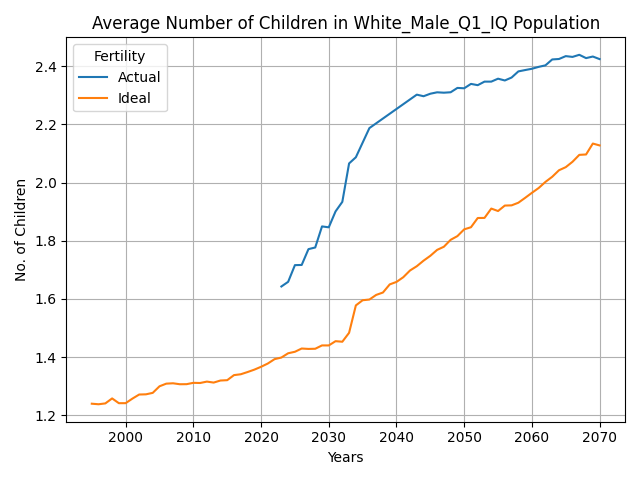 Average Number of Children in White_Male_Q1_IQ Population
Fertility
Actual
Ideal
No. of Children
2.4
2.2
2.0
1.8
1.6
1.4
1.2
2000
2010
2020
2030
2040
2050
2060
2070
Years